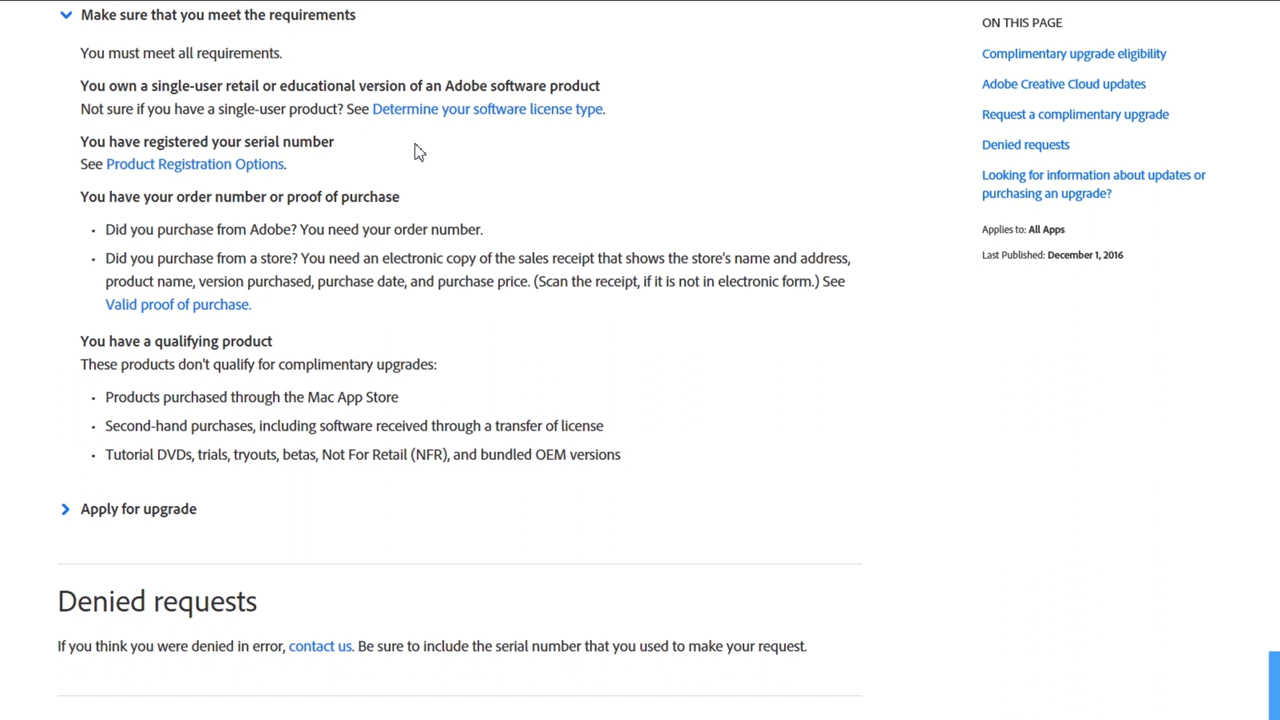 Make sure that you meet the requirements
You must meet all requirements.
You own a single-user retail or educational version of an Adobe software product
Not sure if you have a single-user product? See Determine your software license type.
You have registered your serial number
See Product Registration Options.
You have your order number or proof of purchase
• Did you purchase from Adobe? You need your order number.
• Did you purchase from a store? You need an electronic copy of the sales receipt that shows the store's name and address,
product name, version purchased, purchase date, and purchase price. (Scan the receipt, if it is not in electronic form.) See
Valid proof of purchase.
You have a qualifying product
These products don't qualify for complimentary upgrades:
• Products purchased through the Mac App Store
• Second-hand purchases, including software received through a transfer of license
• Tutorial DVDs, trials, tryouts, betas, Not For Retail (NFR), and bundled OEM versions
Apply for upgrade
Denied requests
If you think you were denied in error, contact us. Be sure to include the serial number that you used to make your request.
ON THIS PAGE
Complimentary upgrade eligibility
Adobe Creative Cloud updates
Request a complimentary upgrade
Denied requests
Looking for information about updates or
purchasing an upgrade?
Applies to: All Apps
Last Published: December 1, 2016